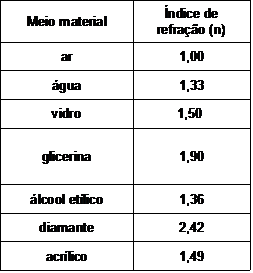 Meio material Índice de
refração (n)
ar 1,00
água 1,33
vidro 1,50
glicerina 1,90
álcool etílico 1,36
diamante 2,42
acrílico 1,49